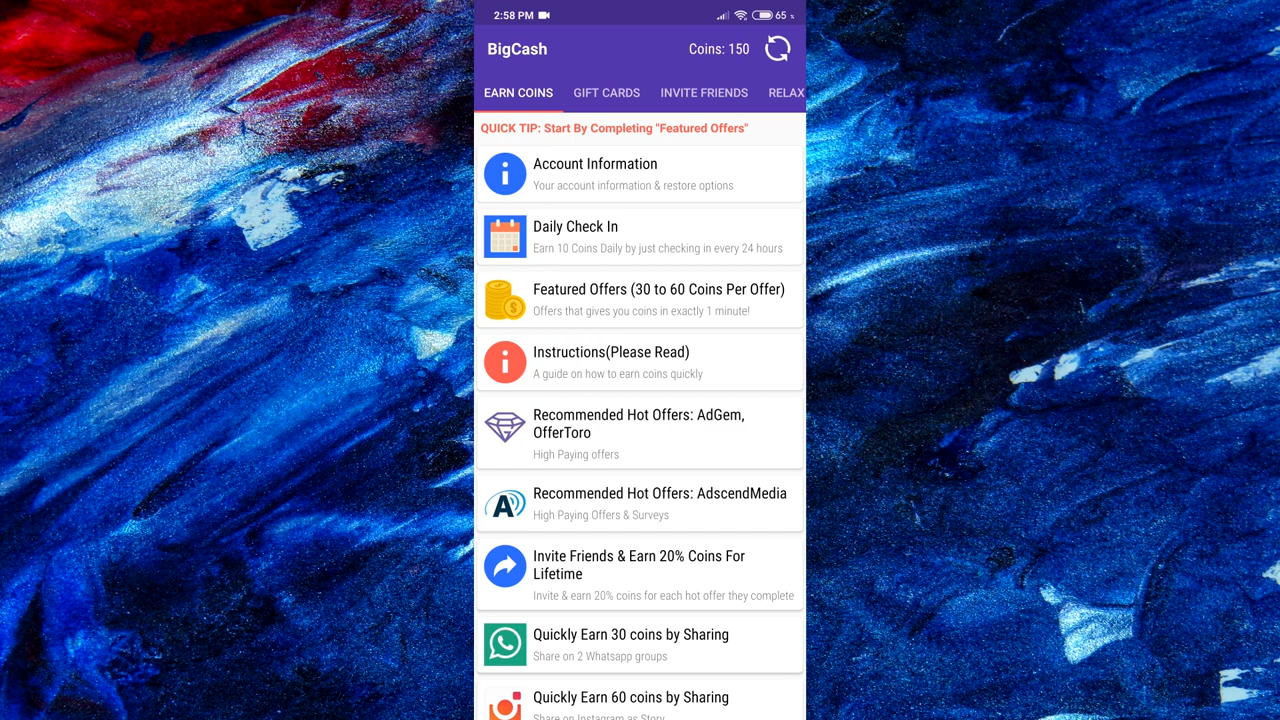 2:58 PM
65 %
BigCash
Coins: 150
EARN COINS GIFT CARDS INVITE FRIENDS RELAX
QUICK TIP: Start By Completing "Featured Offers"
Account Information
Your account information & restore options
Daily Check In
Earn 10 Coins Daily by just checking in every 24 hours
Featured Offers (30 to 60 Coins Per Offer)
Offers that gives you coins in exactly 1 minute!
Instructions(Please Read)
A guide on how to earn coins quickly
Recommended Hot Offers: AdGem,
OfferToro
High Paying offers
Recommended Hot Offers: AdscendMedia
High Paying Offers & Surveys
Invite Friends & Earn 20% Coins For
Lifetime
Invite & earn 20% coins for each hot offer they complete
Quickly Earn 30 coins by Sharing
Share on 2 Whatsapp groups
Quickly Earn 60 coins by Sharing
Share on Instagram as Story